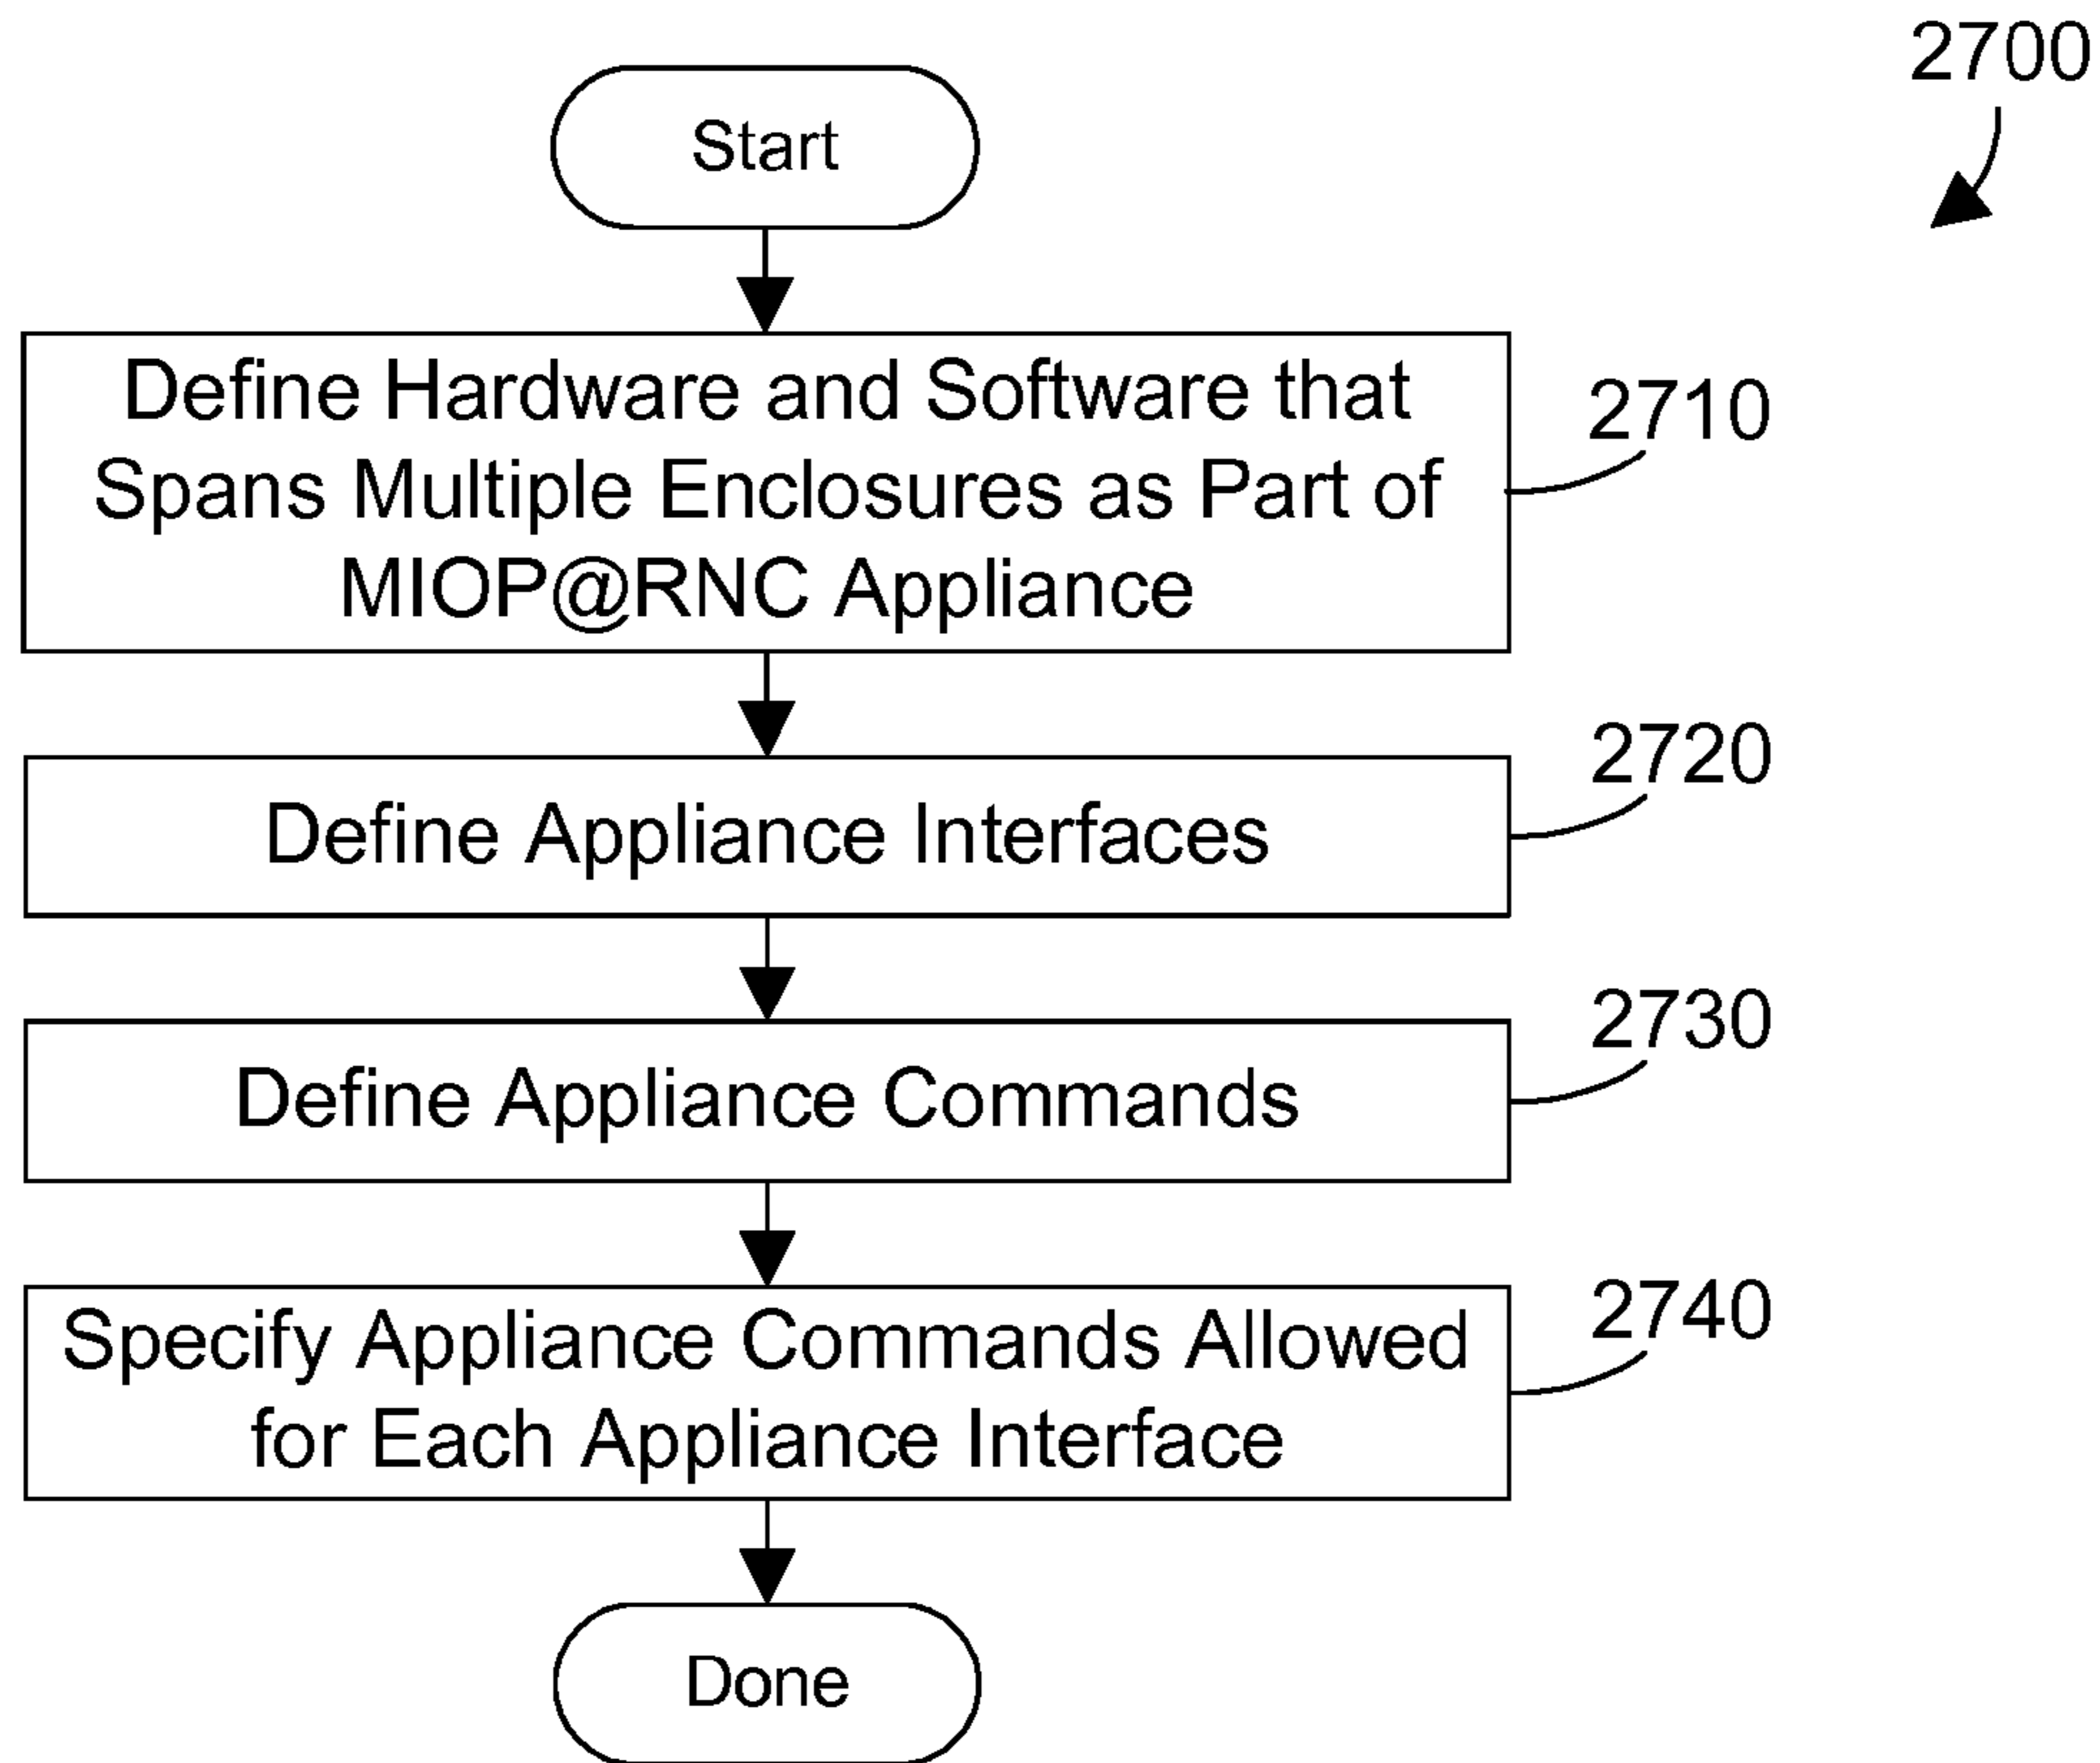 2700
Start
Define Hardware and Software that
Spans Multiple Enclosures as Part of
MIOP@RNC Appliance
2710
Define Appliance Interfaces
2720
Define Appliance Commands
2730
Specify Appliance Commands Allowed
for Each Appliance Interface
2740
Done